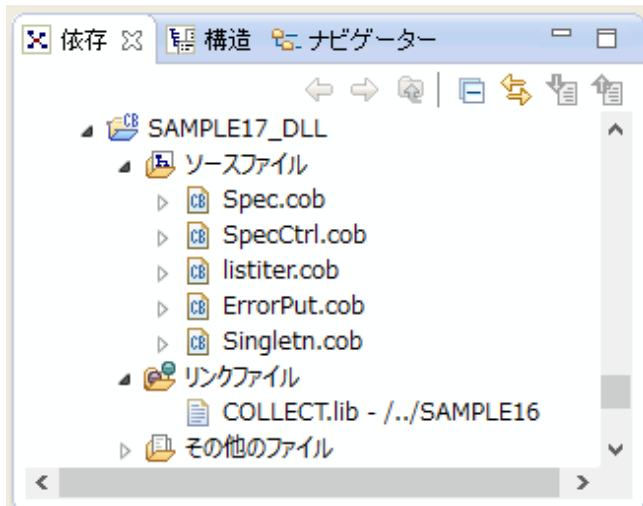 依存 構造 ナビゲーター
SAMPLE17_DLL
ソースファイル
Spec.cob
SpecCtrl.cob
listiter.cob
ErrorPut.cob
Singletn.cob
リンクファイル
COLLECT.lib - /../SAMPLE16
その他のファイル